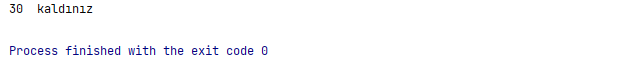 30  kaldınız
Process finished with the exit code 0